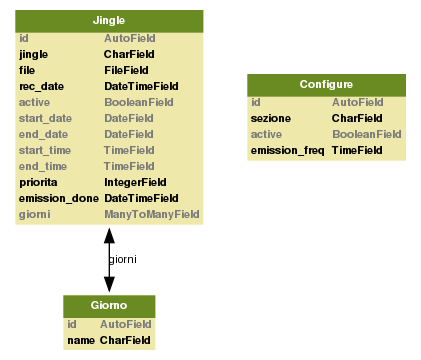 Jingle
id AutoField
jingle CharField
file FileField
rec_date DateTimeField
active BooleanField
start_date DateField
end_date DateField
start_time TimeField
end_time TimeField
priorita IntegerField
emission_done DateTimeField
giorni ManyToManyField
Configure
id AutoField
sezione CharField
active BooleanField
emission_freq TimeField
giorni
Giorno
id AutoField
name CharField